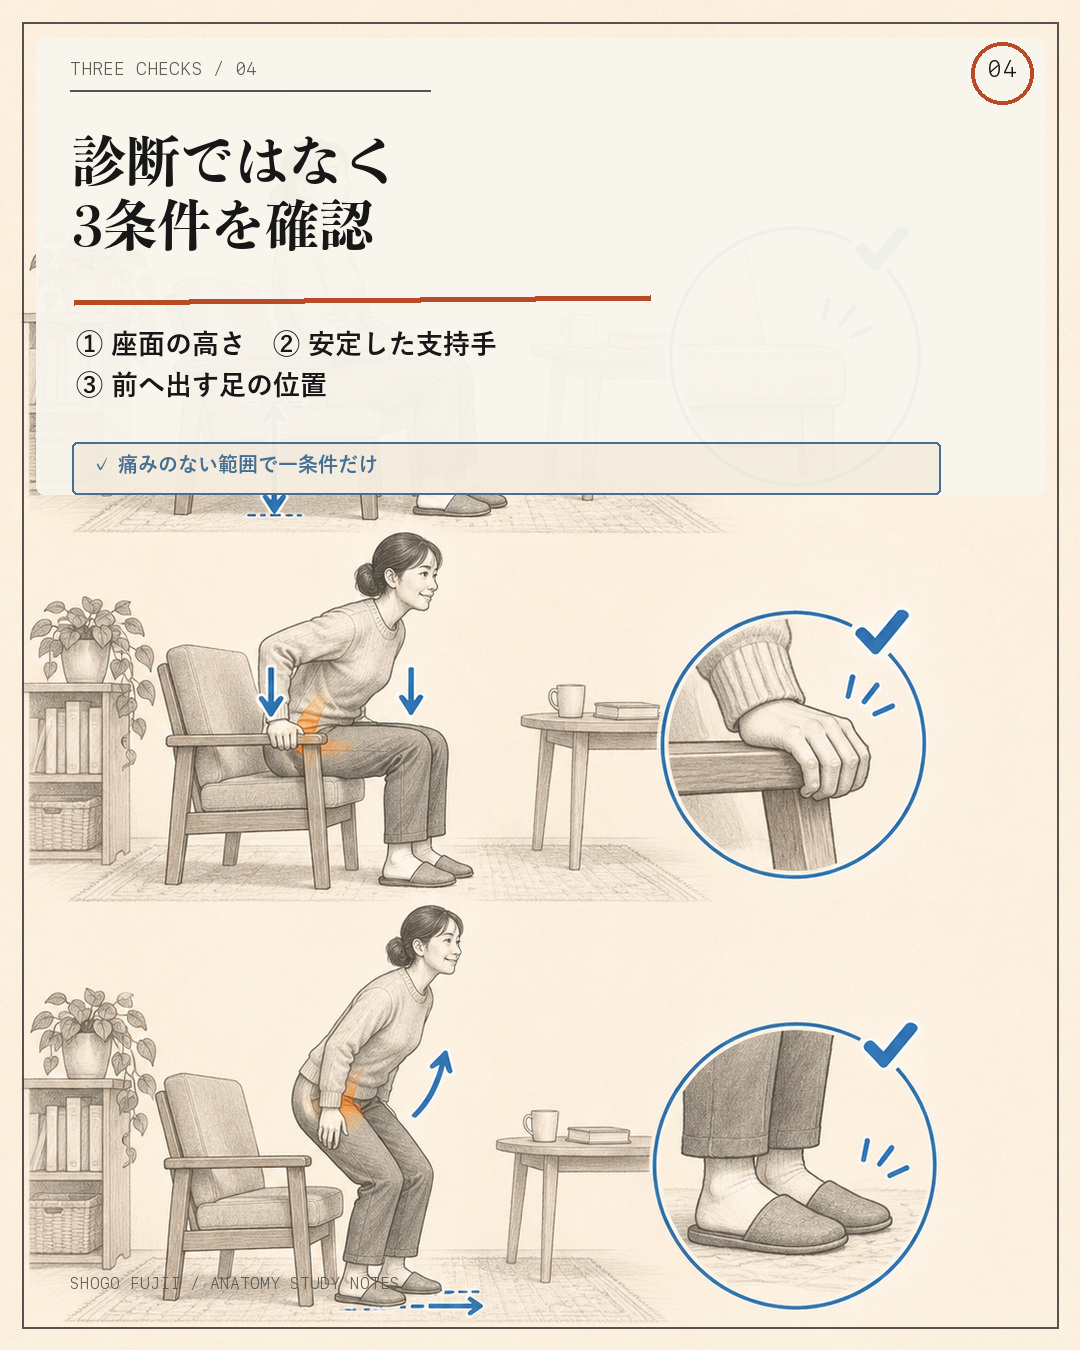 THREE CHECKS / 04
04
診断ではなく
3条件を確認
① 座面の高さ ② 安定した支持手
③ 前へ出す足の位置
✓ 痛みのない範囲で一条件だけ
SHOGO FUJII / ANATOMY STUDY NOTES